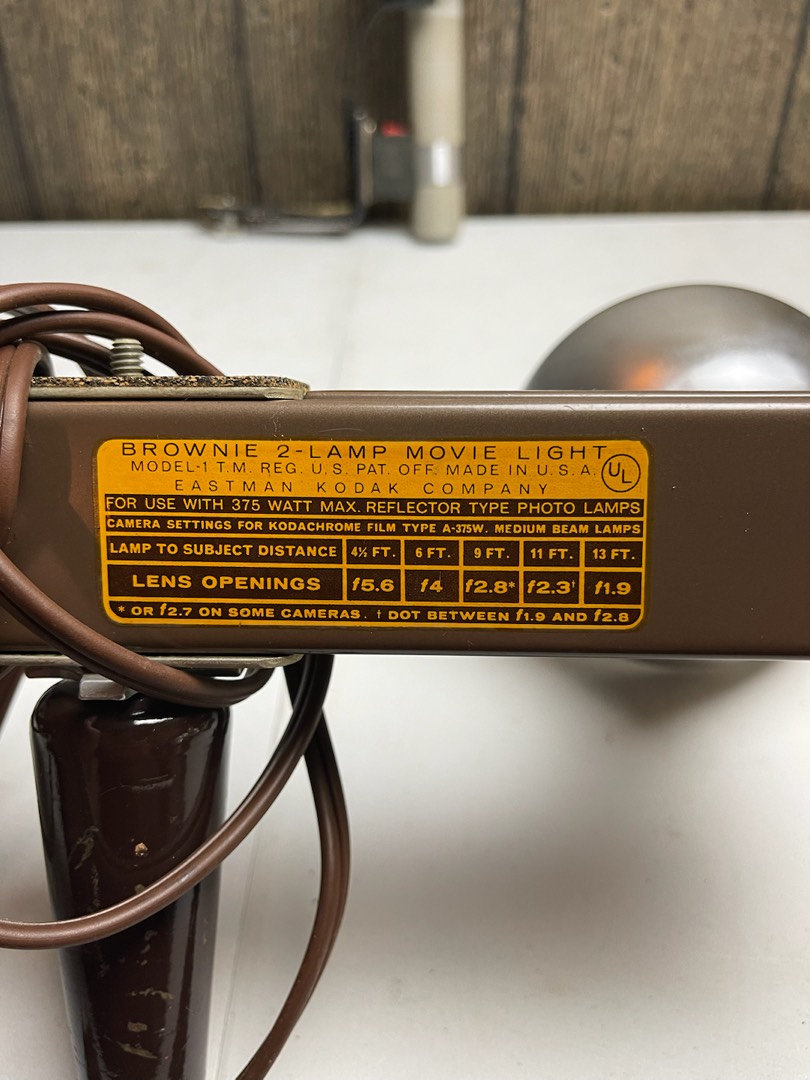 BROWNIE 2-LAMP MOVIE LIGHT
MODEL-1 T.M. REG. U.S. PAT. OFF. MADE IN U.S.A.
UL
EASTMAN KODAK COMPANY
FOR USE WITH 375 WATT MAX. REFLECTOR TYPE PHOTO LAMPS
CAMERA SETTINGS FOR KODACHROME FILM TYPE A-375W. MEDIUM BEAM LAMPS
LAMP TO SUBJECT DISTANCE 4½ FT. 6 FT. 9 FT. 11 FT. 13 FT.
LENS OPENINGS f5.6 f4 f2.8* f2.3† f1.9
* OR f2.7 ON SOME CAMERAS. † DOT BETWEEN f1.9 AND f2.8